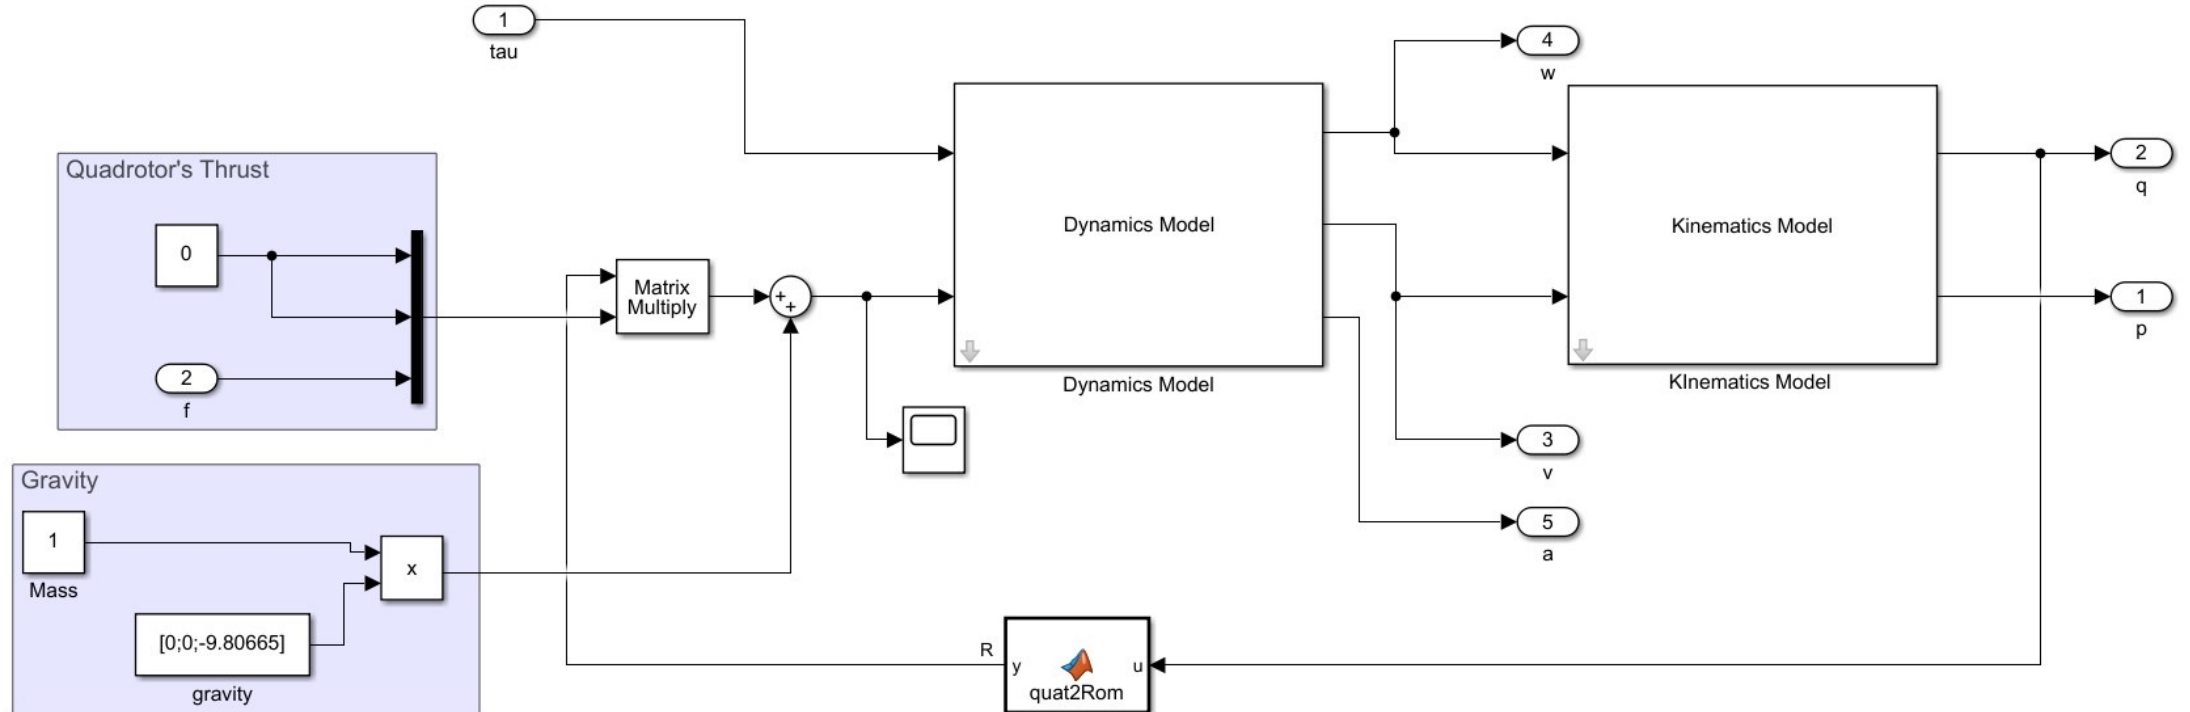 1
tau
4
w
Quadrotor's Thrust
0
2
f
Matrix
Multiply
+
+
Dynamics Model
Dynamics Model
Kinematics Model
KInematics Model
2
q
1
p
3
v
5
a
Gravity
1
Mass
x
[0;0;-9.80665]
gravity
R
y
u
quat2Rom